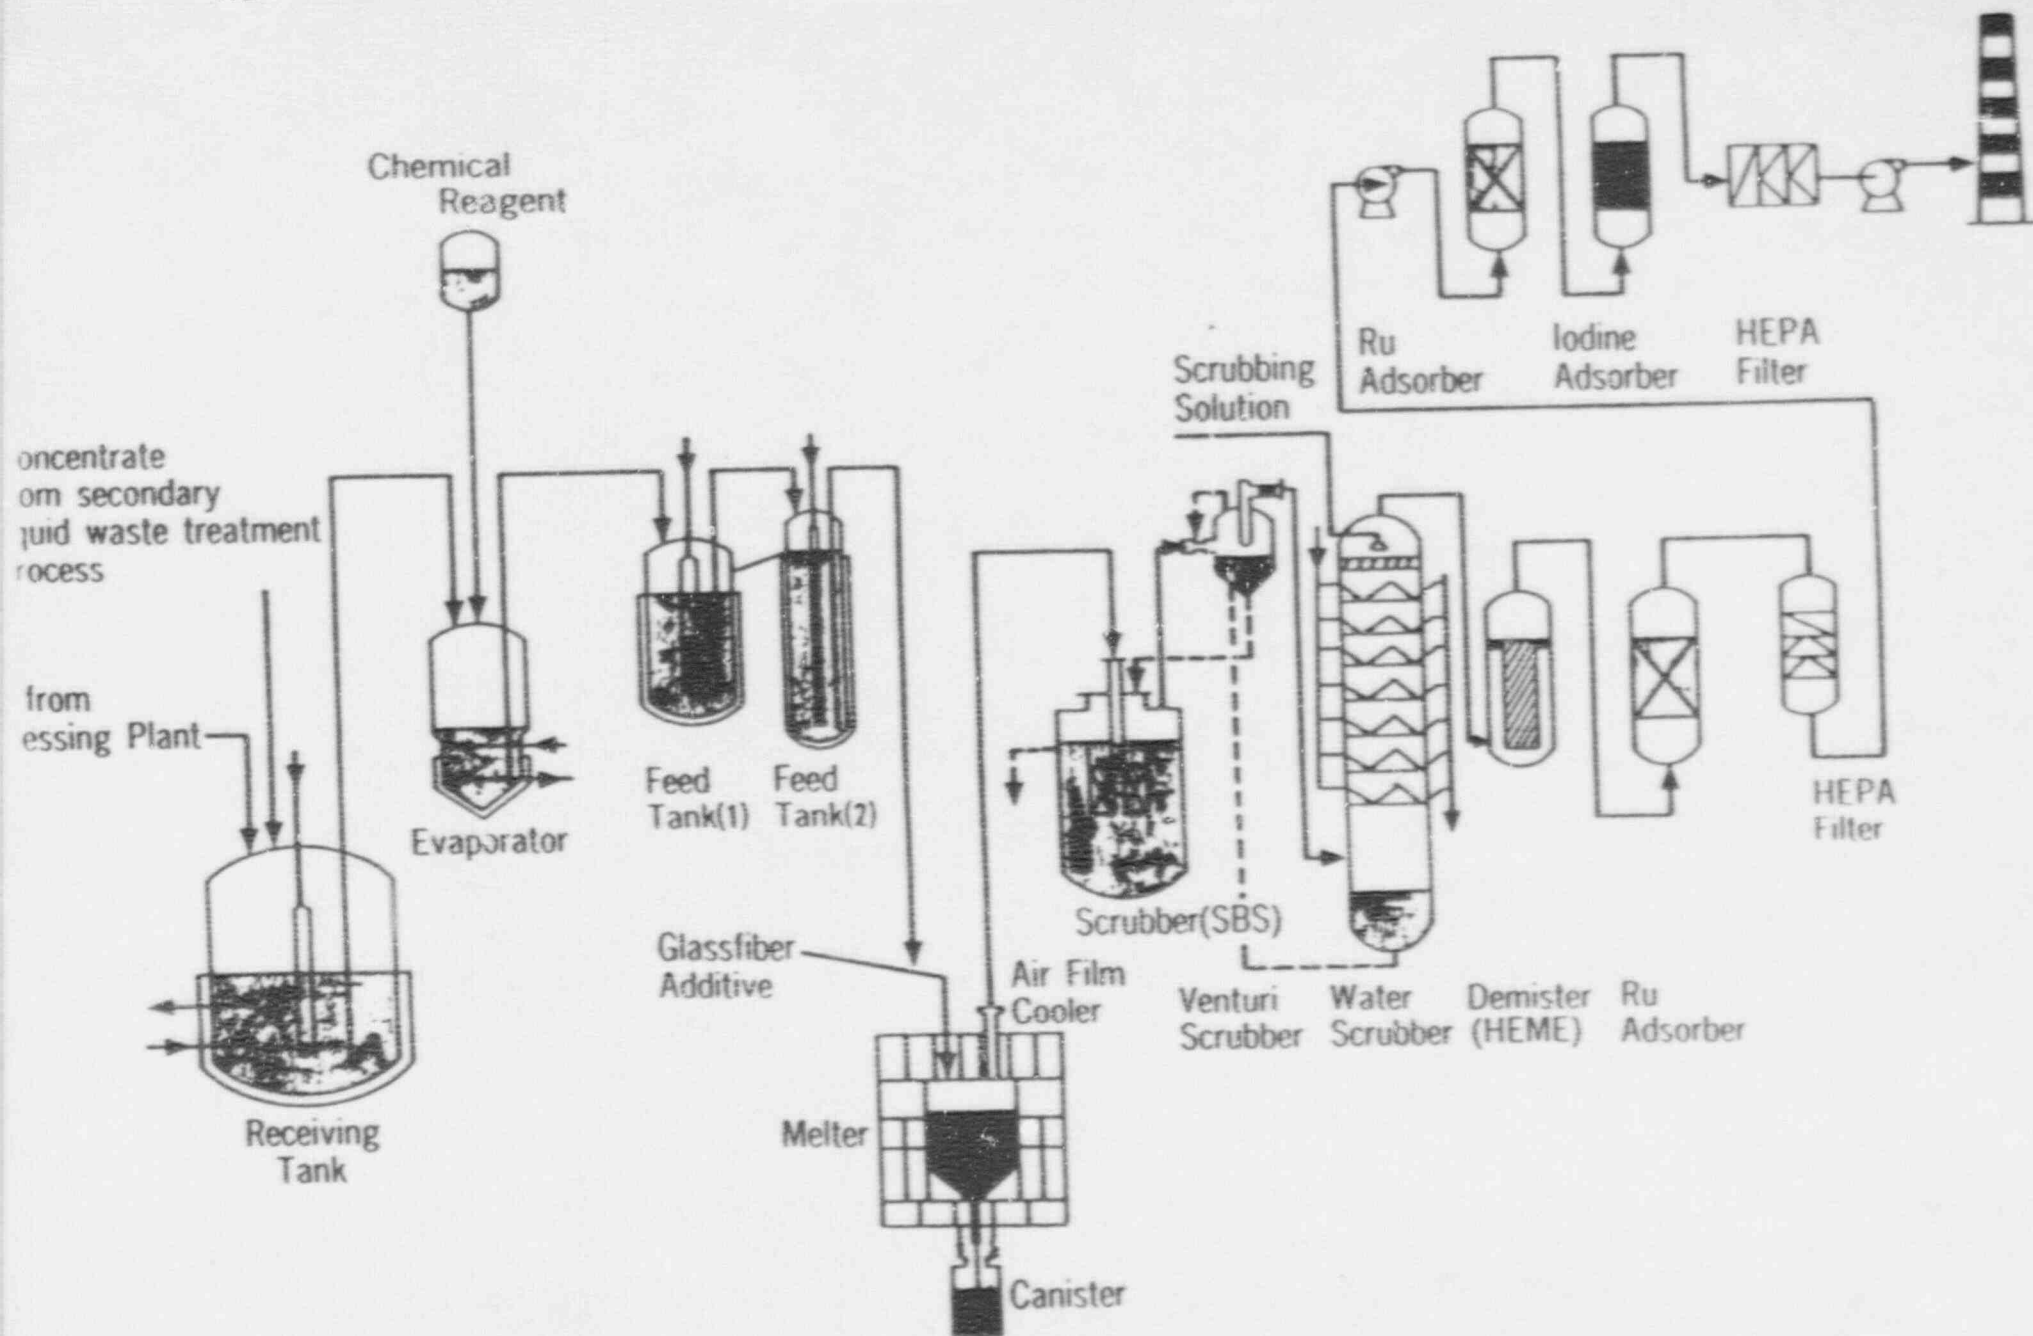 Chemical
Reagent
oncentrate
om secondary
quid waste treatment
rocess
from
essing Plant
Receiving
Tank
Evaporator
Feed
Tank(1)
Feed
Tank(2)
Glassfiber
Additive
Melter
Canister
Air Film
Cooler
Scrubber(SBS)
Venturi
Scrubber
Water
Scrubber
Demister
(HEME)
Ru
Adsorber
HEPA
Filter
Scrubbing
Solution
Ru
Adsorber
Iodine
Adsorber
HEPA
Filter